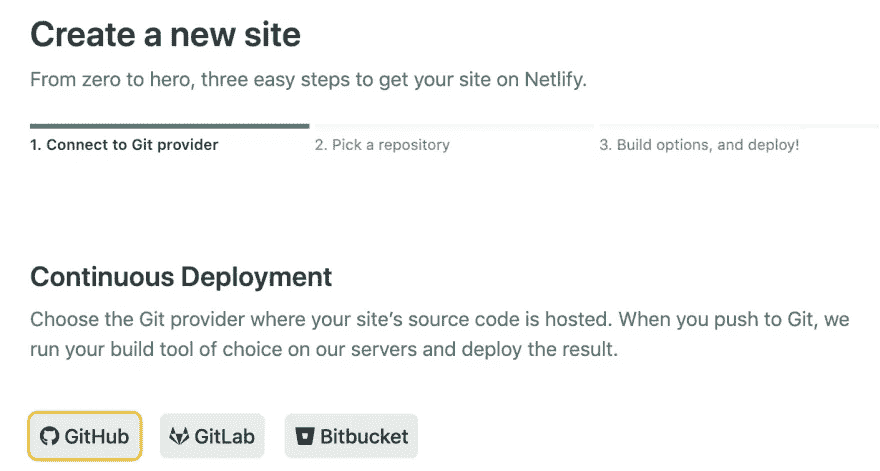 Create a new site
From zero to hero, three easy steps to get your site on Netlify.
1. Connect to Git provider
2. Pick a repository
3. Build options, and deploy!
Continuous Deployment
Choose the Git provider where your site’s source code is hosted. When you push to Git, we
run your build tool of choice on our servers and deploy the result.
GitHub
GitLab
Bitbucket